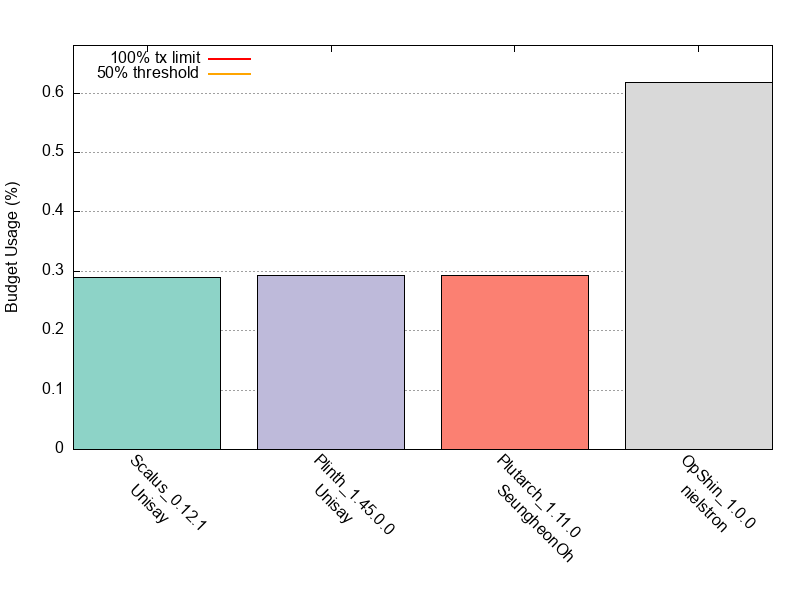 100% tx limit
50% threshold
Budget Usage (%)
0.6
0.5
0.4
0.3
0.2
0.1
0
Scalus_0.12.1
Unisay
Plinth_1.45.0.0
Unisay
Plutarch_1.11.0
SeungheonOh
OpShin_1.0.0
nielstron